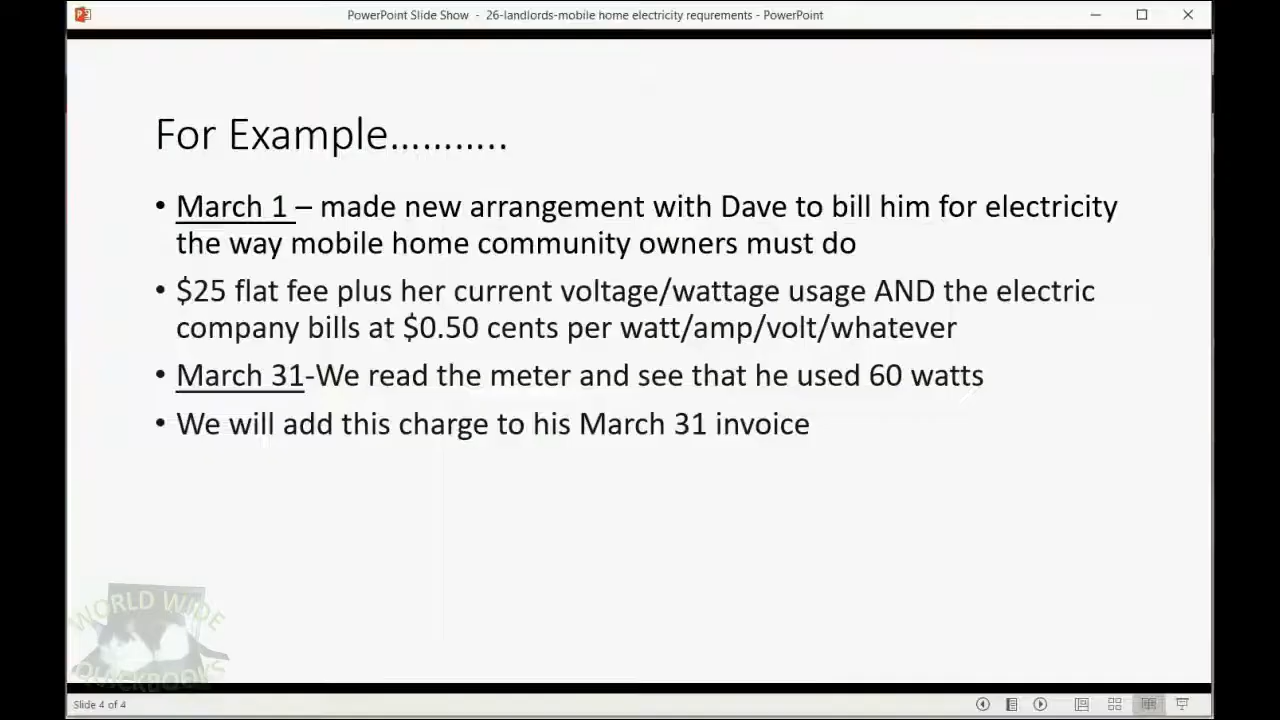 PowerPoint Slide Show - 26-landlords-mobile home electricity requrements - PowerPoint
For Example………..
• March 1 – made new arrangement with Dave to bill him for electricity
the way mobile home community owners must do
• $25 flat fee plus her current voltage/wattage usage AND the electric
company bills at $0.50 cents per watt/amp/volt/whatever
• March 31-We read the meter and see that he used 60 watts
• We will add this charge to his March 31 invoice
WORLD WIDE
QUICKBOOKS
Slide 4 of 4